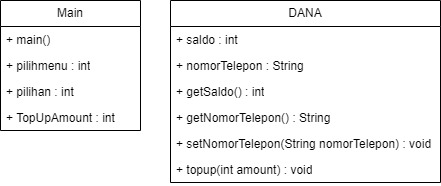 Main
+ main()
+ pilihmenu : int
+ pilihan : int
+ TopUpAmount : int
DANA
+ saldo : int
+ nomorTelepon : String
+ getSaldo() : int
+ getNomorTelepon() : String
+ setNomorTelepon(String nomorTelepon) : void
+ topup(int amount) : void